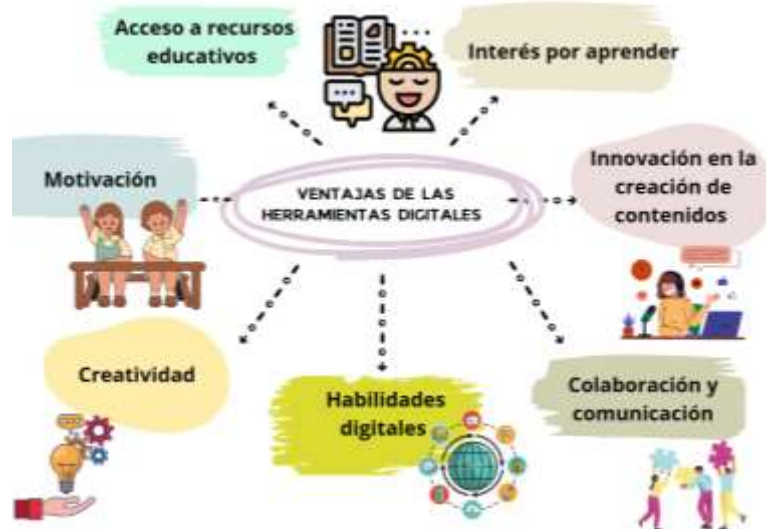 Acceso a recursos
educativos
Interés por aprender
Motivación
VENTAJAS DE LAS
HERRAMIENTAS DIGITALES
Innovación en la
creación de
contenidos
Creatividad
Habilidades
digitales
Colaboración y
comunicación